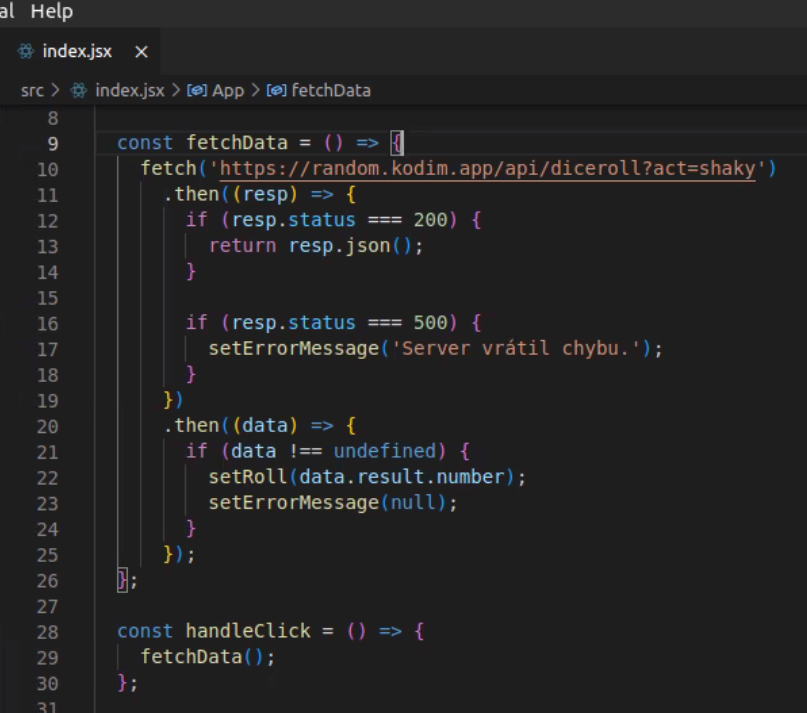 al Help
index.jsx ×
src > index.jsx > App > fetchData
8
9 const fetchData = () => {
10 fetch('https://random.kodim.app/api/diceroll?act=shaky')
11 .then((resp) => {
12 if (resp.status === 200) {
13 return resp.json();
14 }
15
16 if (resp.status === 500) {
17 setErrorMessage('Server vrátil chybu.');
18 }
19 })
20 .then((data) => {
21 if (data !== undefined) {
22 setRoll(data.result.number);
23 setErrorMessage(null);
24 }
25 });
26 };
27
28 const handleClick = () => {
29 fetchData();
30 };
31